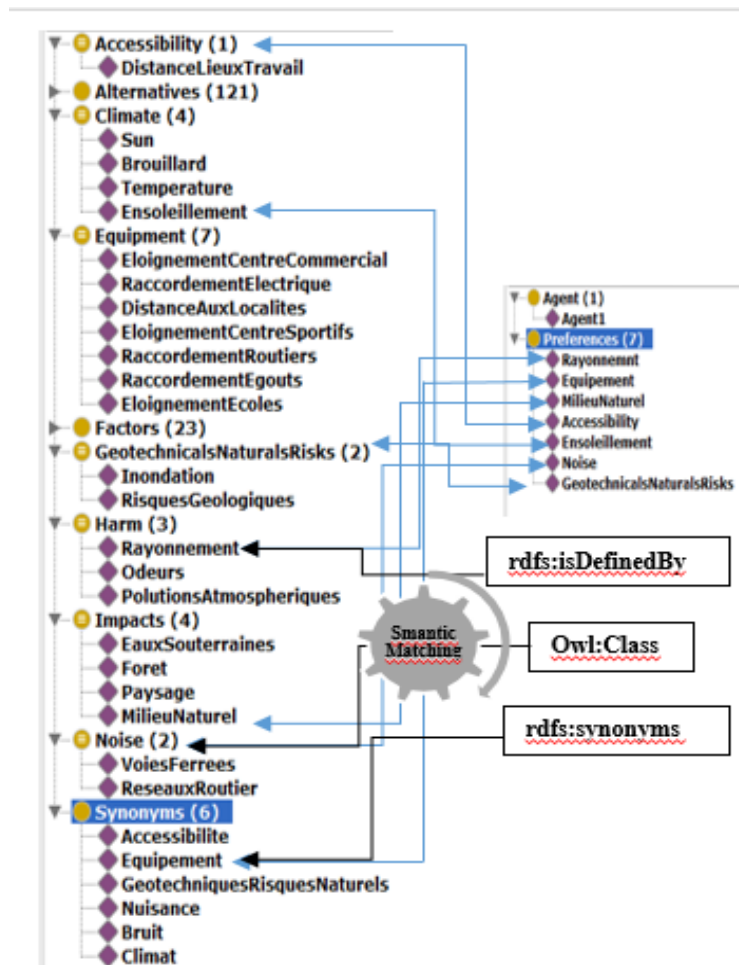 Accessibility (1)
DistanceLieuxTravail
Alternatives (121)
Climate (4)
Sun
Brouillard
Temperature
Ensoleillement
Equipment (7)
EloignementCentreCommercial
RaccordementElectrique
DistanceAuxLocalites
EloignementCentreSportifs
RaccordementRoutiers
RaccordementEgouts
EloignementEcoles
Factors (23)
GeotechnicalsNaturalsRisks (2)
Inondation
RisquesGeologiques
Harm (3)
Rayonnement
Odeurs
PolutionsAtmospheriques
Impacts (4)
EauxSouterraines
Foret
Paysage
MilieuNaturel
Noise (2)
VoiesFerrees
ReseauxRoutier
Synonyms (6)
Accessibilite
Equipement
GeotechniquesRisquesNaturels
Nuisance
Bruit
Climat
Agent (1)
Agent1
Preferences (7)
Rayonnemnt
Equipement
MilieuNaturel
Accessibility
Ensoleillement
Noise
GeotechnicalsNaturalsRisks
Smantic
Matching
rdfs:isDefinedBy
Owl:Class
rdfs:synonyms